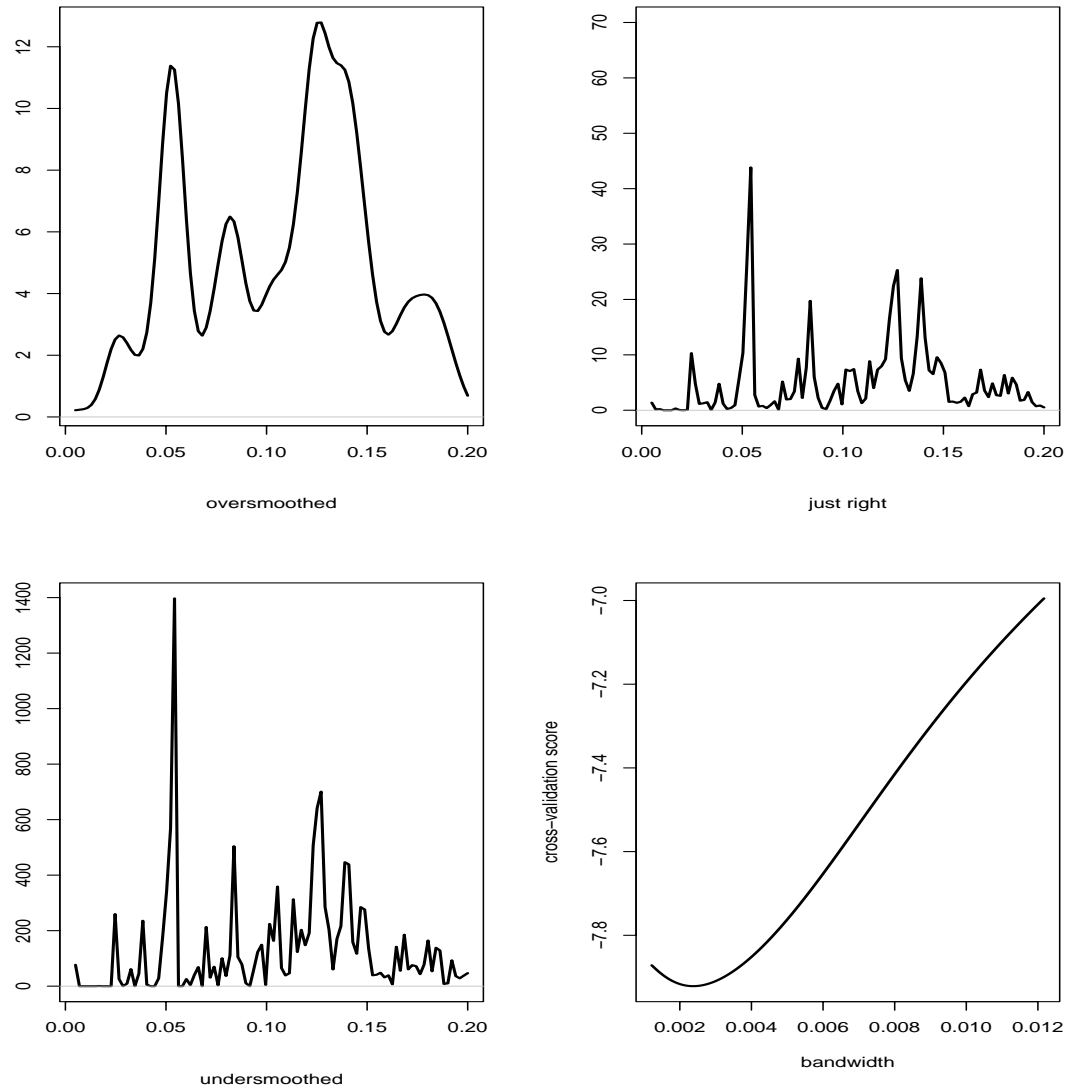 0 2 4 6 8 10 12
0.00 0.05 0.10 0.15 0.20
oversmoothed
0 10 20 30 40 50 60 70
0.00 0.05 0.10 0.15 0.20
just right
0 200 400 600 800 1000 1200 1400
0.00 0.05 0.10 0.15 0.20
undersmoothed
cross−validation score
−7.8 −7.6 −7.4 −7.2 −7.0
0.002 0.004 0.006 0.008 0.010 0.012
bandwidth